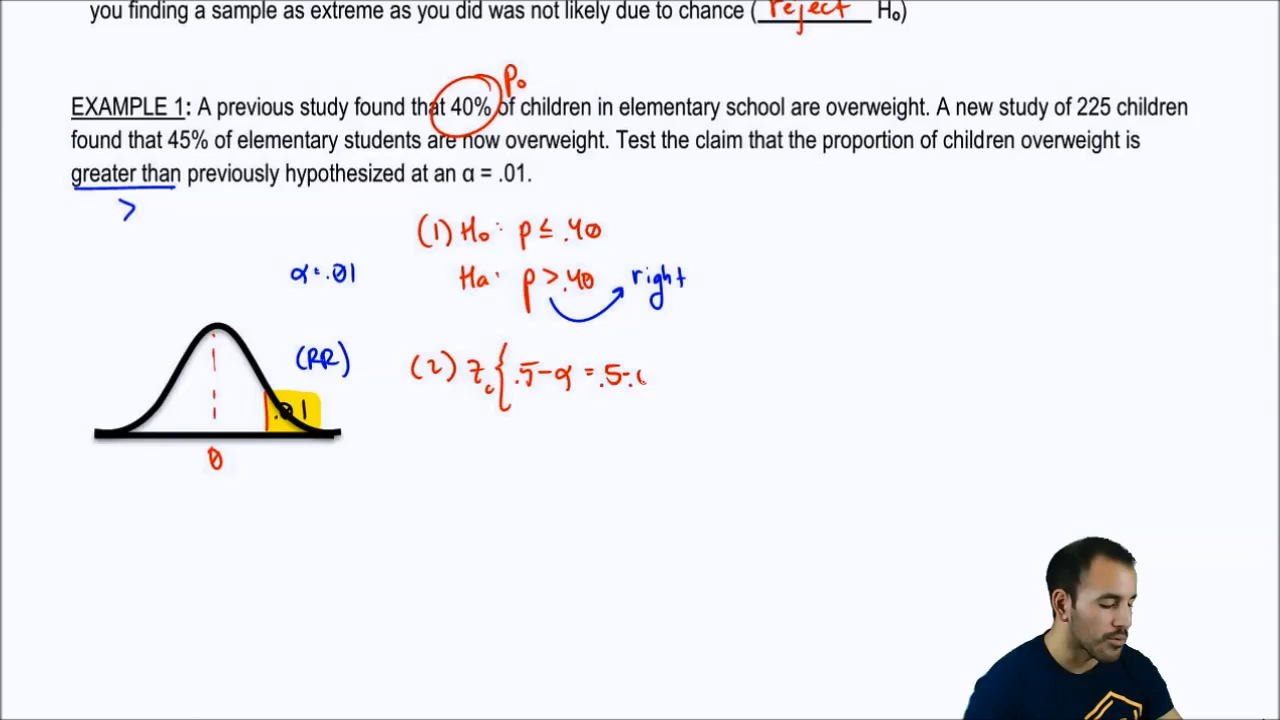 you finding a sample as extreme as you did was not likely due to chance (reject H₀)
P₀
EXAMPLE 1: A previous study found that 40% of children in elementary school are overweight. A new study of 225 children
found that 45% of elementary students are now overweight. Test the claim that the proportion of children overweight is
greater than previously hypothesized at an α = .01.
>
(1) H₀: p ≤ .40
α = .01
Ha: p > .40 right
(RR)
(2) Zc { .5-α = .5-.0
.01
0